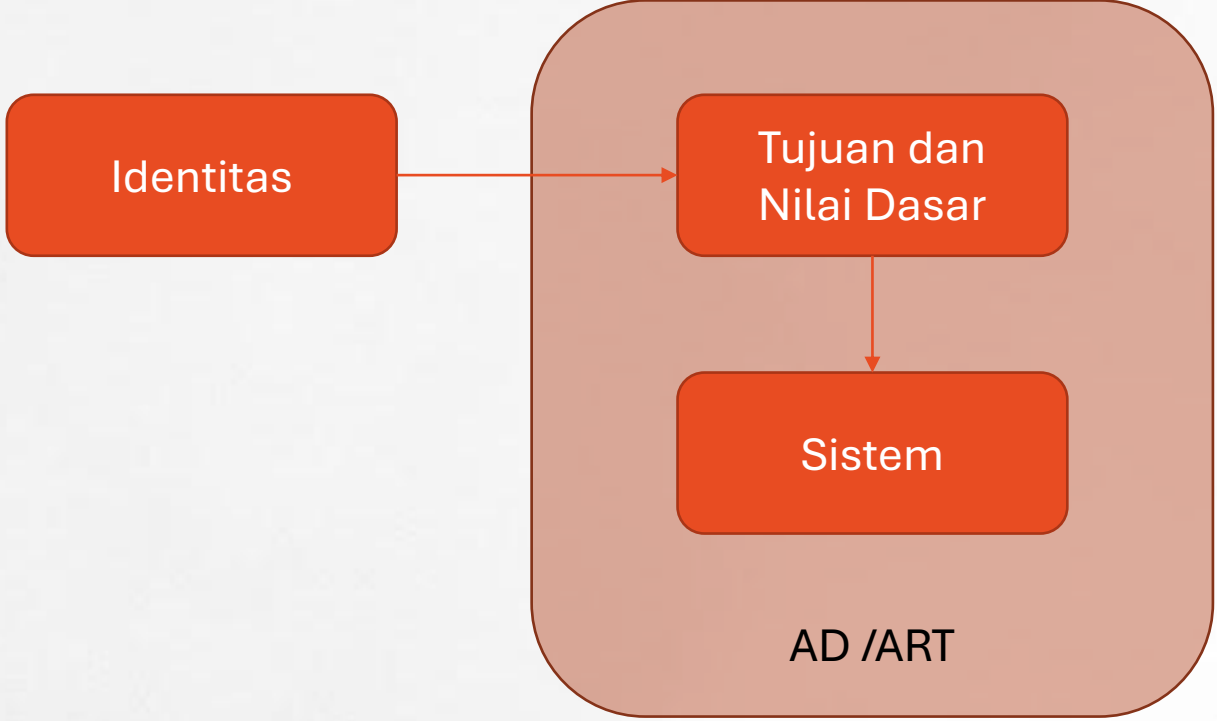 Identitas
Tujuan dan
Nilai Dasar
Sistem
AD /ART